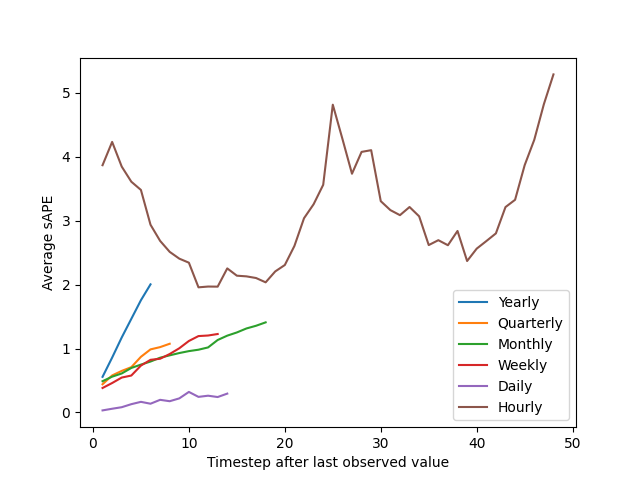 5
4
3
2
1
0
Average sAPE
Yearly
Quarterly
Monthly
Weekly
Daily
Hourly
0 10 20 30 40 50
Timestep after last observed value